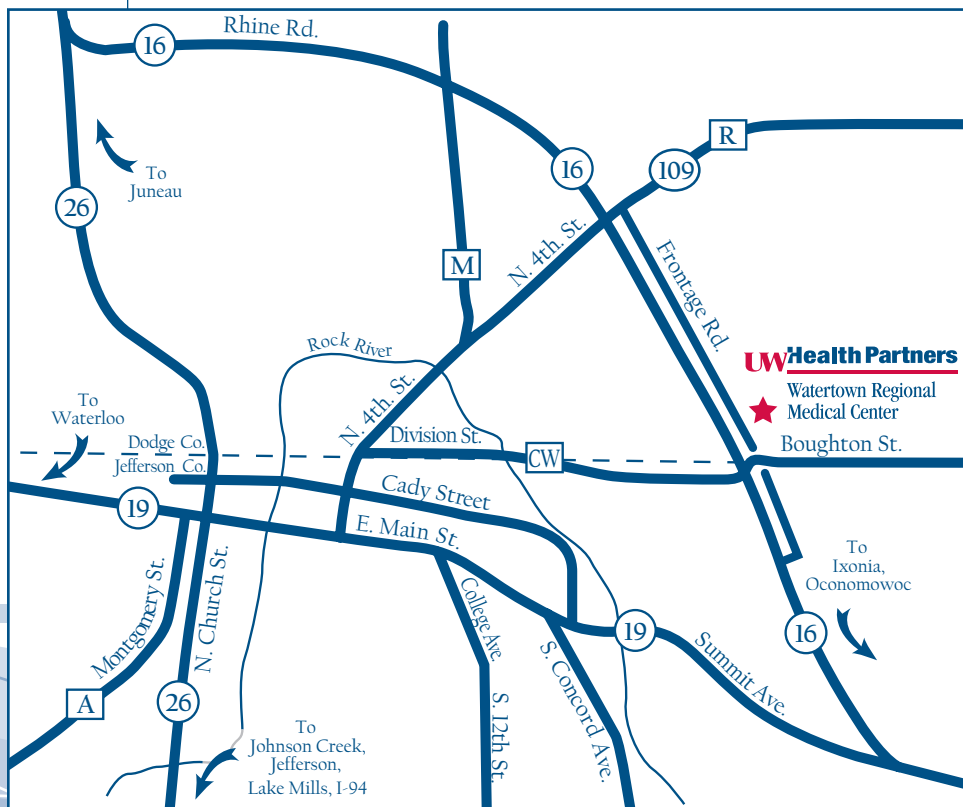 Rhine Rd.
16
R
16
109
To
Juneau
26
N. 4th. St.
M
Frontage Rd.
Rock River
UW Health Partners
Watertown Regional
Medical Center
To
Waterloo
N. 4th. St.
Division St.
Dodge Co.
Jefferson Co.
CW
Boughton St.
Cady Street
19
E. Main St.
To
Ixonia,
Oconomowoc
Montgomery St.
N. Church St.
College Ave.
19
16
S. Concord Ave.
Summit Ave.
A
26
S. 12th St.
To
Johnson Creek,
Jefferson,
Lake Mills, I-94